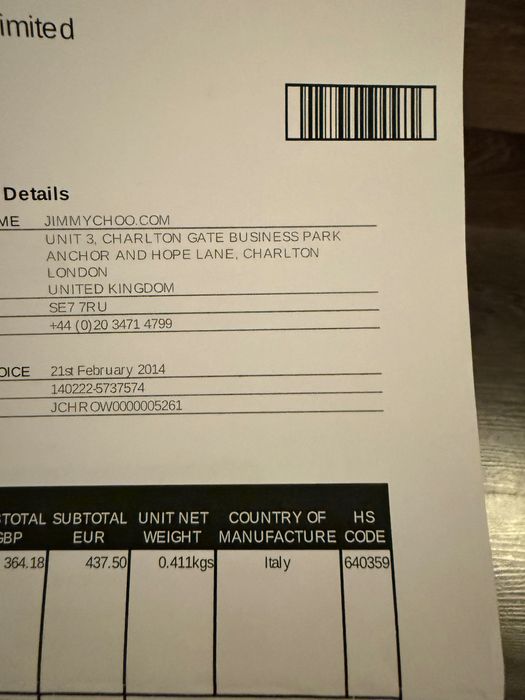 imited
Details
ME JIMMYCHOO.COM
UNIT 3, CHARLTON GATE BUSINESS PARK
ANCHOR AND HOPE LANE, CHARLTON
LONDON
UNITED KINGDOM
SE7 7RU
+44 (0)20 3471 4799
OICE 21st February 2014
140222-5737574
JCHROW0000005261
TOTAL SUBTOTAL UNIT NET COUNTRY OF HS
GBP EUR WEIGHT MANUFACTURE CODE
364.18 437.50 0.411kgs Italy 640359